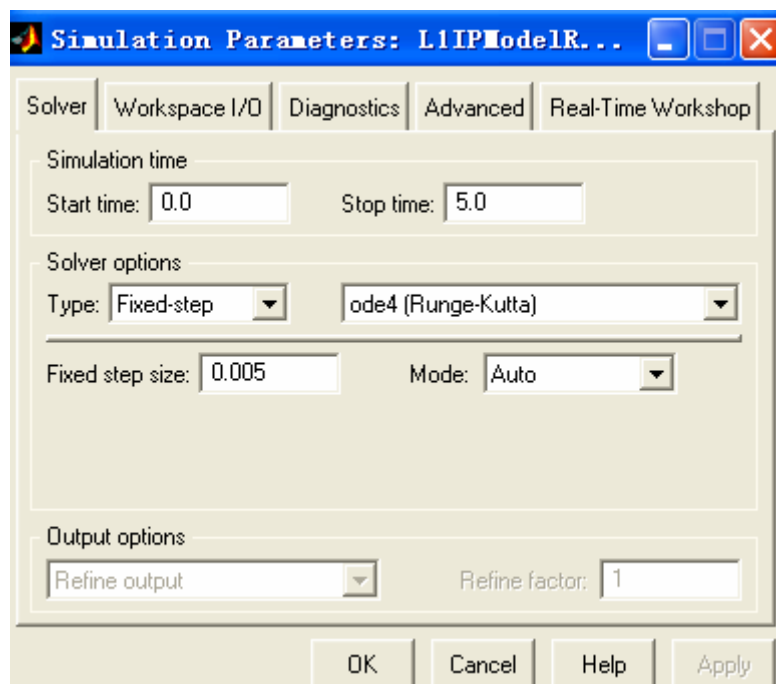 Simulation Parameters: L1IPModelR...
Solver Workspace I/O Diagnostics Advanced Real-Time Workshop
Simulation time
Start time: 0.0 Stop time: 5.0
Solver options
Type: Fixed-step ode4 (Runge-Kutta)
Fixed step size: 0.005 Mode: Auto
Output options
Refine output Refine factor: 1
OK Cancel Help Apply